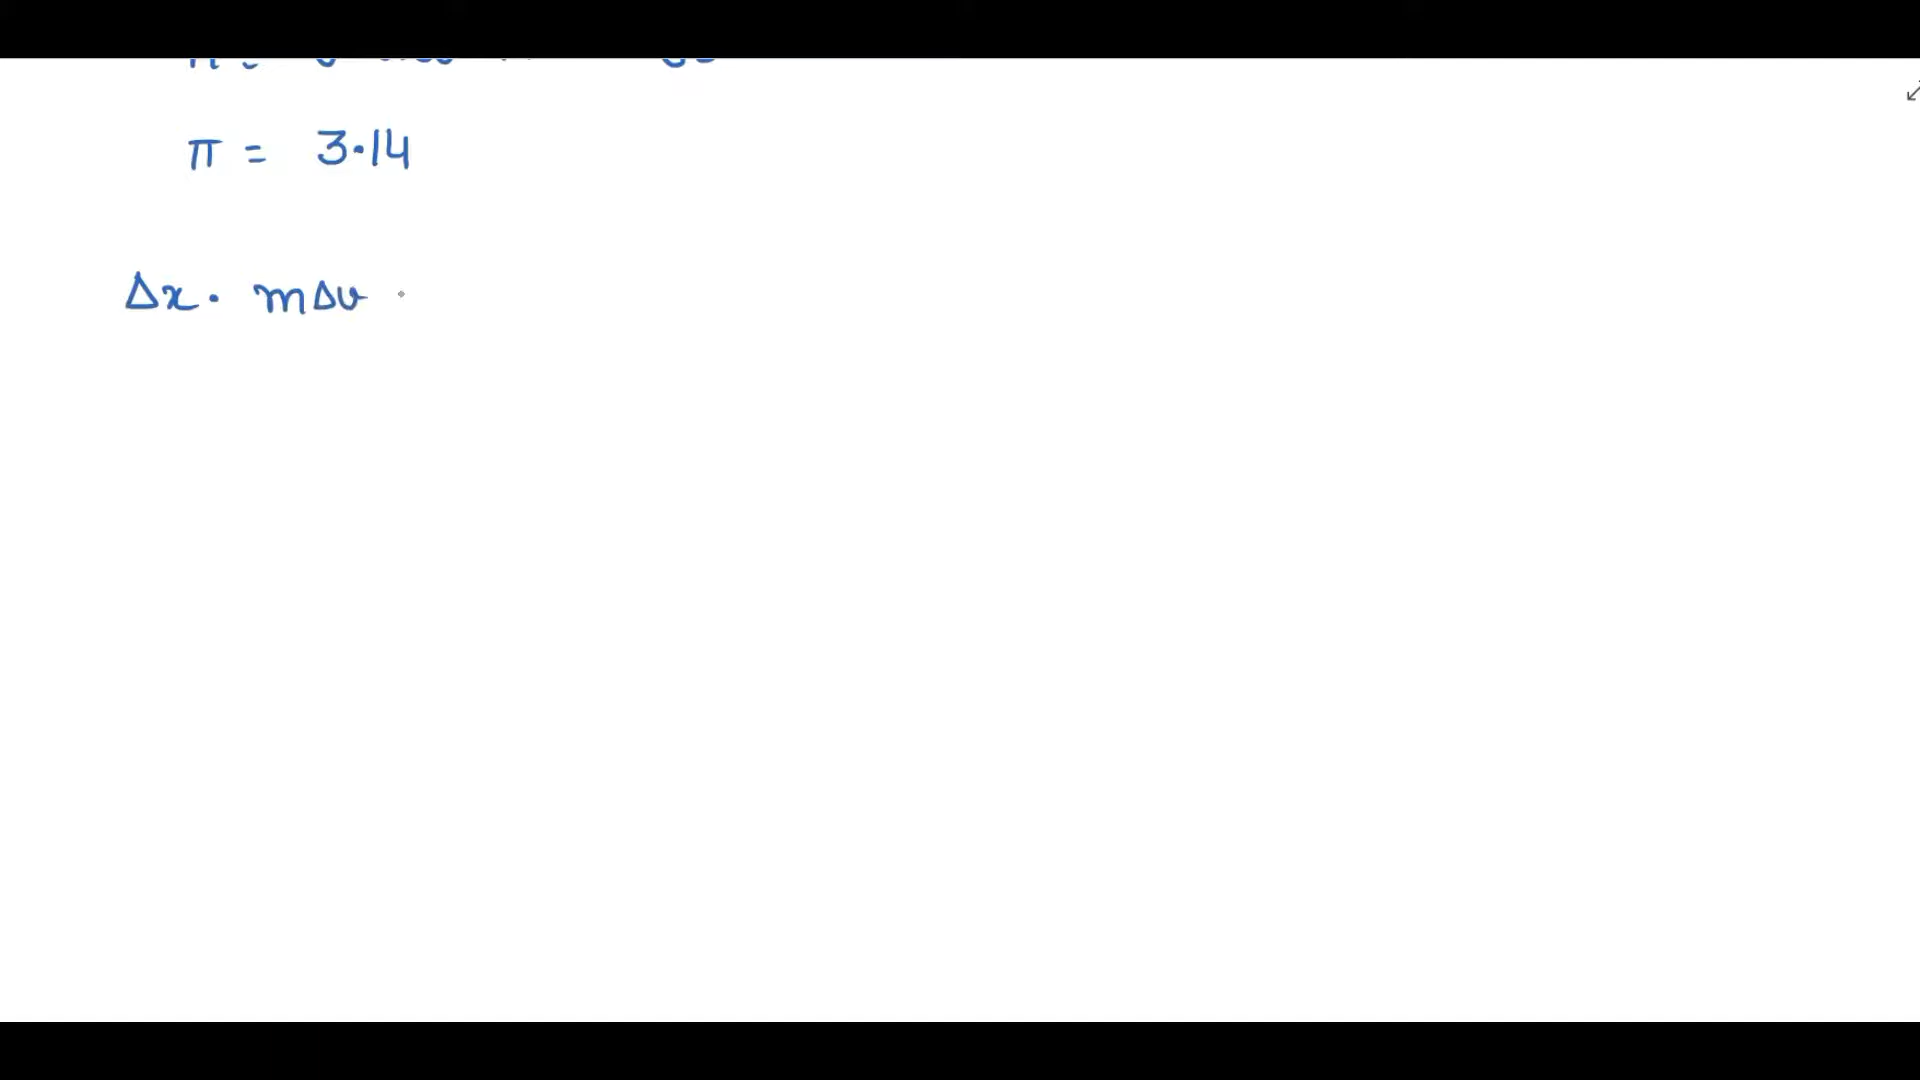 π = 3·14
Δx · mΔv